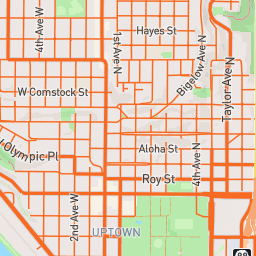 Hayes St
4th Ave W
1st Ave N
Bigelow Ave N
Taylor Ave N
W Comstock St
Olympic Pl
Aloha St
4th Ave N
Roy St
2nd Ave W
UPTOWN
99